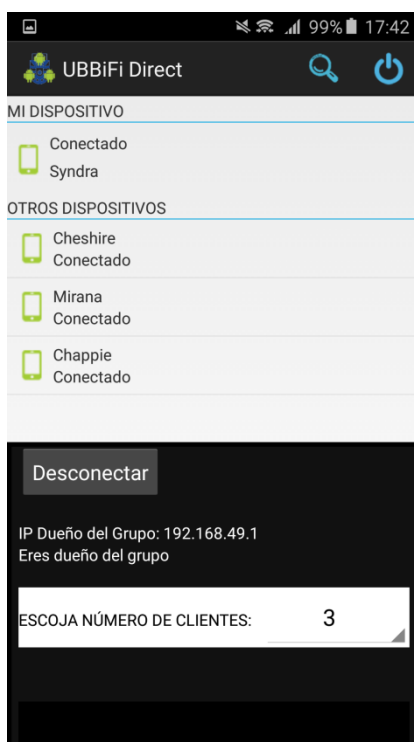 99% 17:42
UBBiFi Direct
MI DISPOSITIVO
Conectado
Syndra
OTROS DISPOSITIVOS
Cheshire
Conectado
Mirana
Conectado
Chappie
Conectado
Desconectar
IP Dueño del Grupo: 192.168.49.1
Eres dueño del grupo
ESCOJA NÚMERO DE CLIENTES: 3